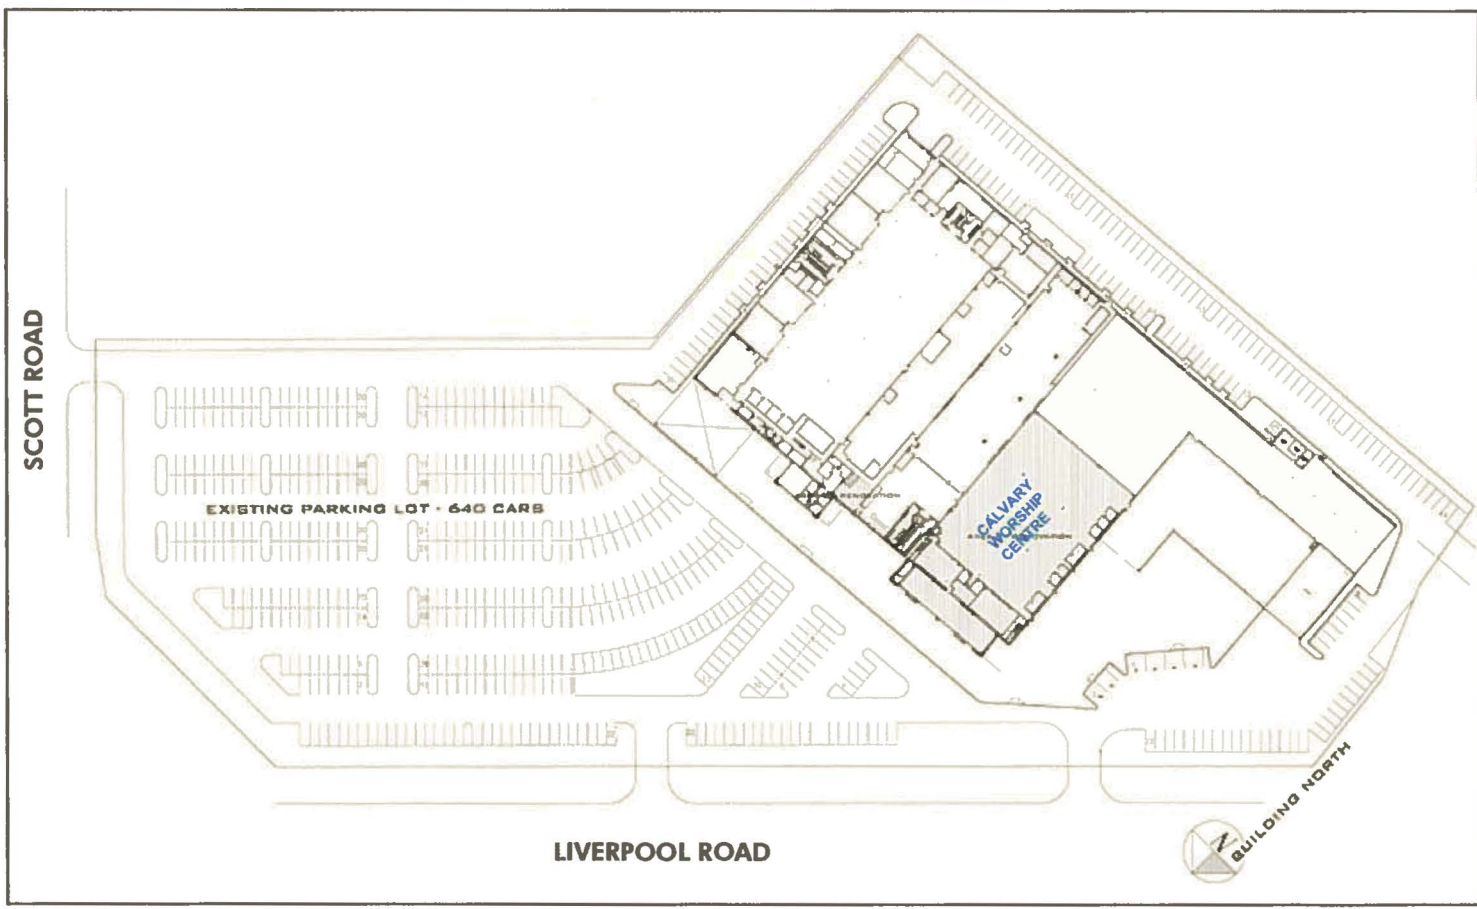 SCOTT ROAD
EXISTING PARKING LOT - 640 CARS
CALVARY
WORSHIP
CENTRE
LIVERPOOL ROAD
N
BUILDING NORTH